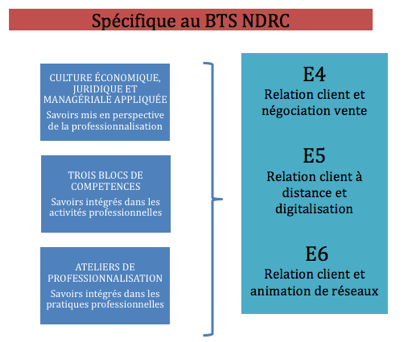 Spécifique au BTS NDRC
CULTURE ÉCONOMIQUE,
JURIDIQUE ET
MANAGÉRIALE APPLIQUÉE
Savoirs mis en perspective
de la professionnalisation
TROIS BLOCS DE
COMPETENCES
Savoirs intégrés dans les
activités professionnelles
ATELIERS DE
PROFESSIONNALISATION
Savoirs intégrés dans les
pratiques professionnelles
E4
Relation client et
négociation vente
E5
Relation client à
distance et
digitalisation
E6
Relation client et
animation de réseaux